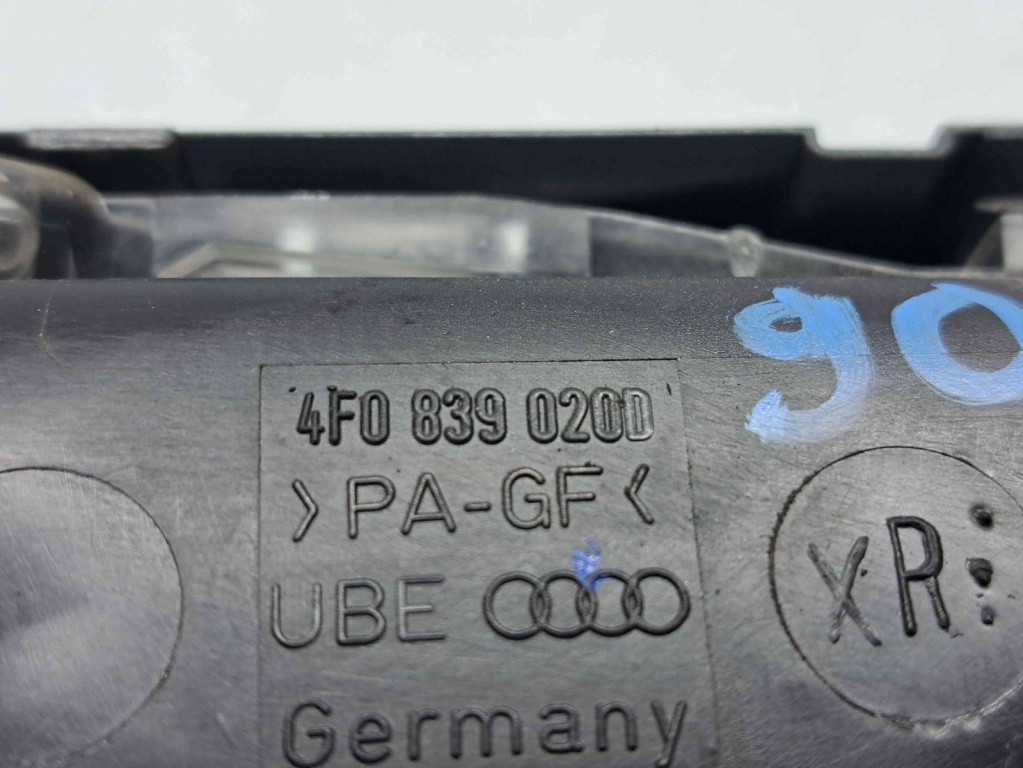 90
4F0 839 020D
>PA-GF<
UBE
Germany
XR: